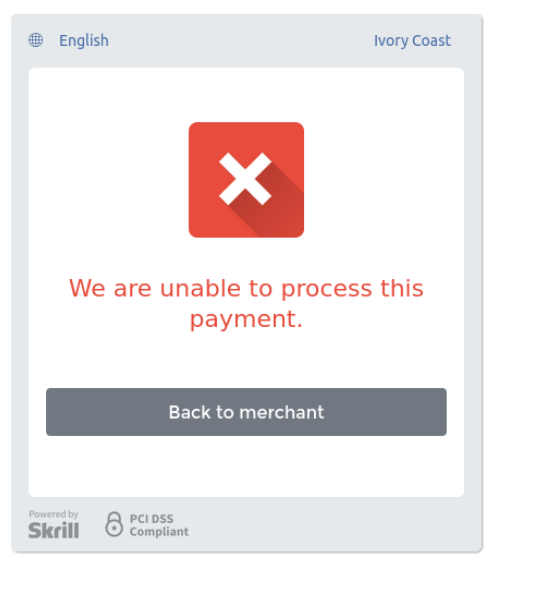 English
Ivory Coast
We are unable to process this
payment.
Back to merchant
Powered by
Skrill
PCI DSS
Compliant